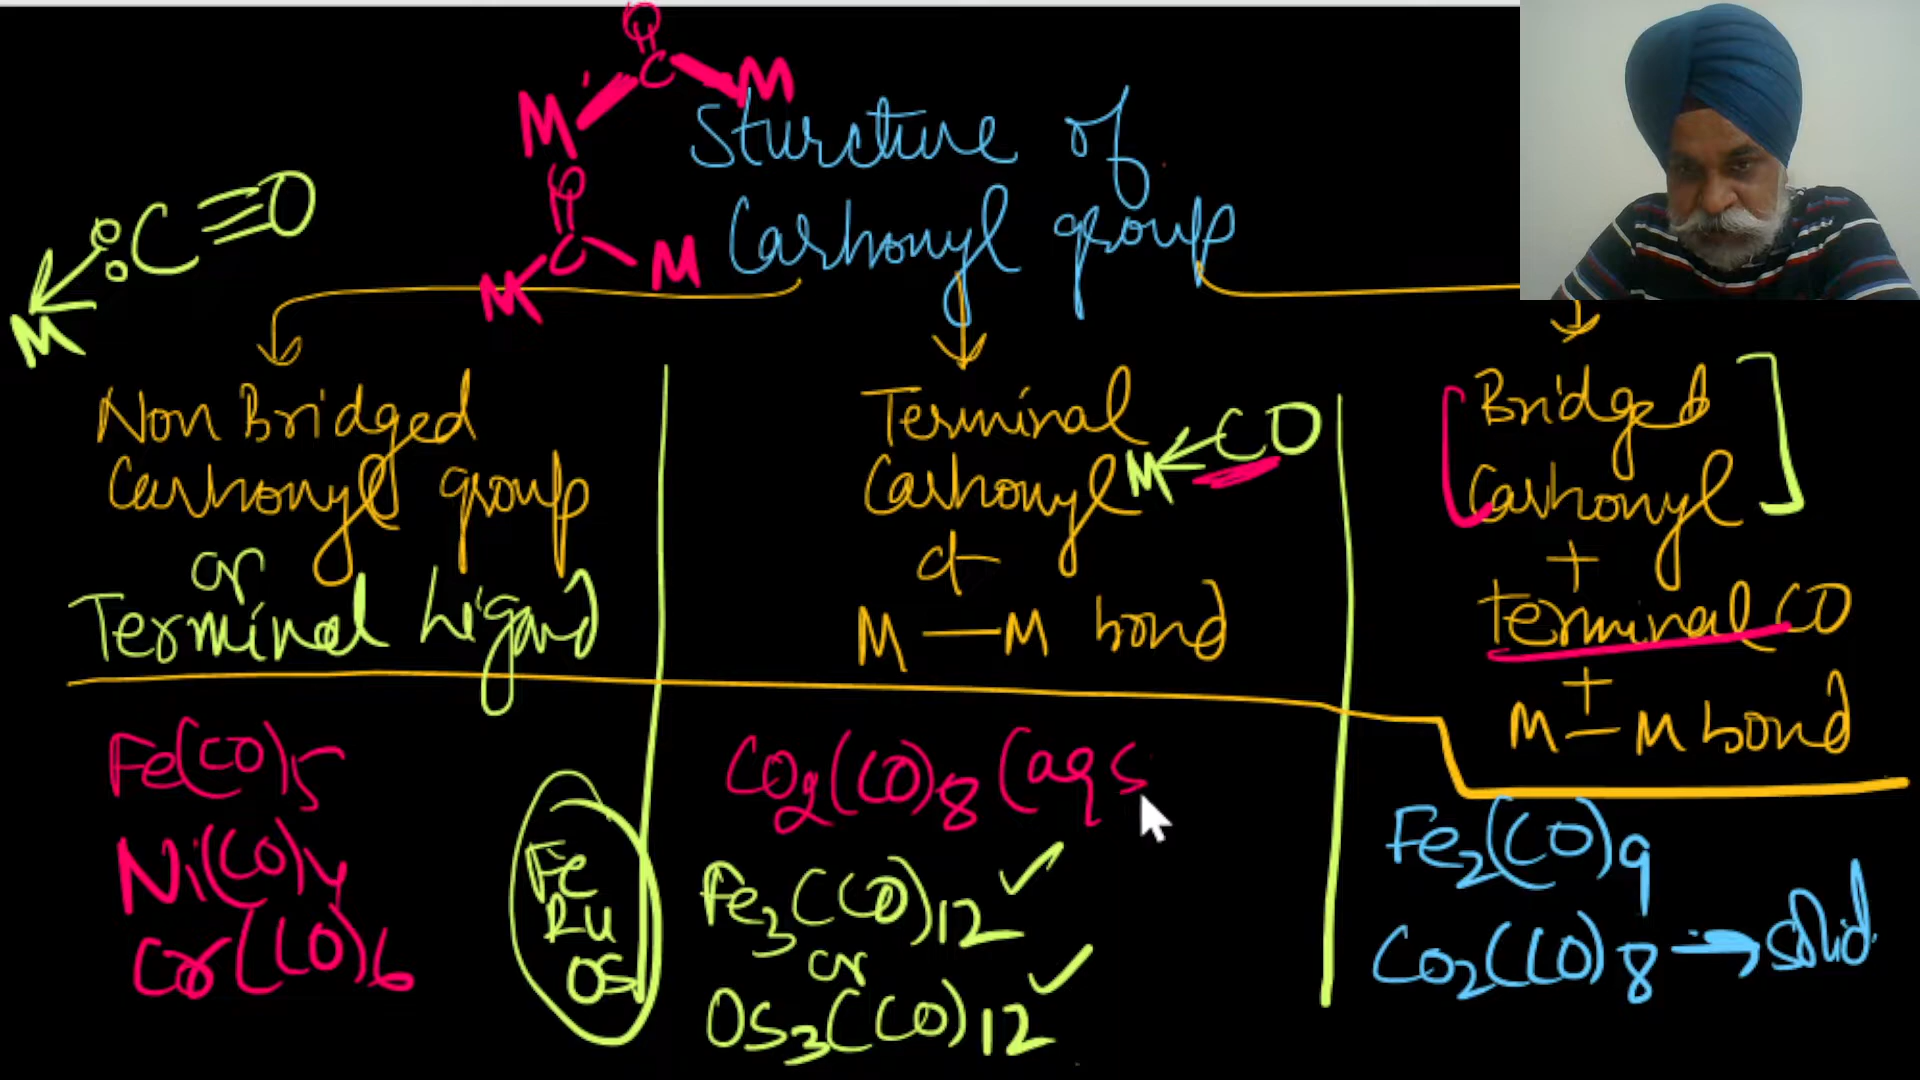 O
C
M M
Sturcture of
O
M C M
Carbonyl group
M :C≡O
Non Bridged
Carbonyl group
or
Terminal Ligand
Terminal
Carbonyl M←CO
&
M—M bond
[Bridged
Carbonyl]
+
terminal CO
+
M—M bond
Fe(CO)5
Ni(CO)4
Cr(CO)6
Fe
Ru
Os
Co2(CO)8 (aqs
Fe3(CO)12 ✓
or
Os3(CO)12 ✓
Fe2(CO)9
Co2(CO)8 → solid